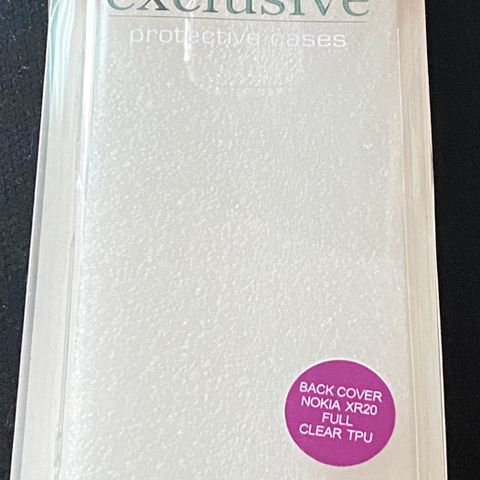 exclusive
protective cases
BACK COVER
NOKIA XR20
FULL
CLEAR TPU